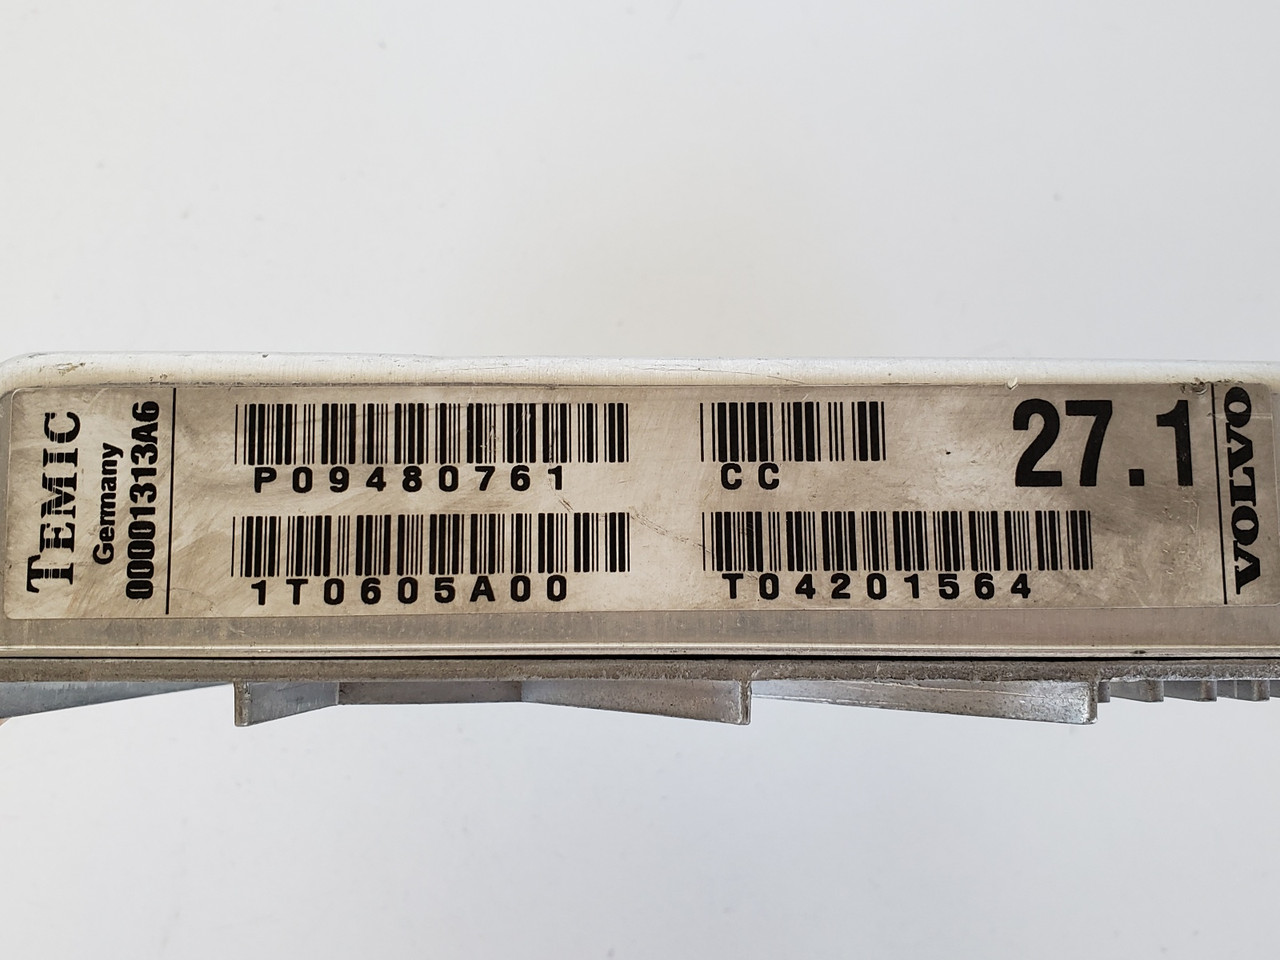 TEMIC
Germany
00001313A6
P09480761
CC
27.1
1T0605A00
T04201564
VOLVO